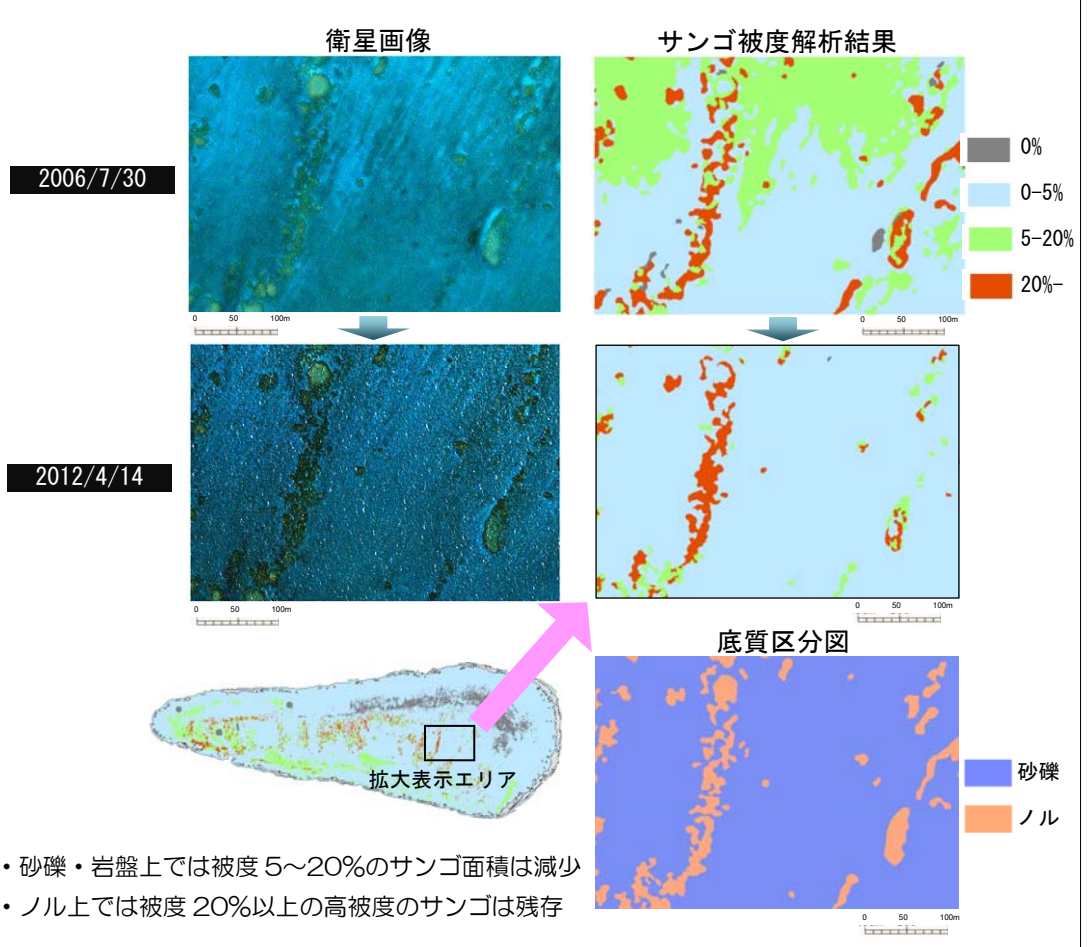 衛星画像
サンゴ被度解析結果
2006/7/30
0%
0-5%
5-20%
20%-
0 50 100m
0 50 100m
2012/4/14
0 50 100m
0 50 100m
底質区分図
拡大表示エリア
砂礫
ノル
・砂礫・岩盤上では被度 5～20%のサンゴ面積は減少
・ノル上では被度 20%以上の高被度のサンゴは残存
0 50 100m